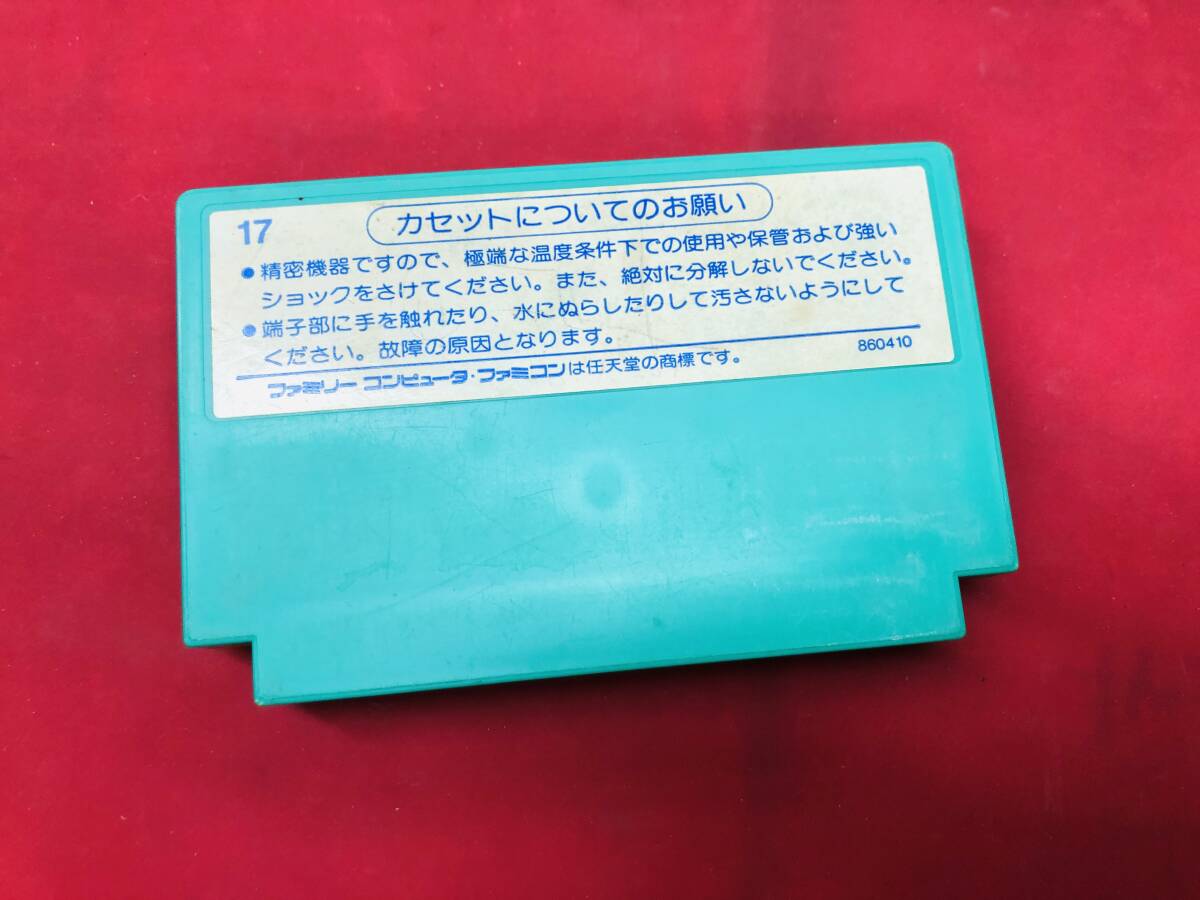 17
カセットについてのお願い
●精密機器ですので、極端な温度条件下での使用や保管および強い
ショックをさけてください。また、絶対に分解しないでください。
●端子部に手を触れたり、水にぬらしたりして汚さないようにして
ください。故障の原因となります。
860410
ファミリー コンピュータ・ファミコンは任天堂の商標です。